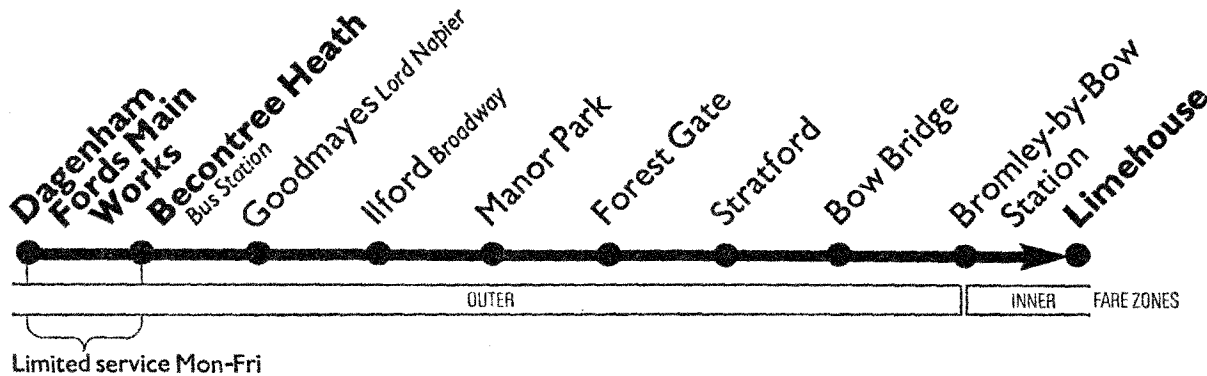 Dagenham
Fords Main
Works
Becontree Heath
Bus Station
Goodmayes Lord Napier
Ilford Broadway
Manor Park
Forest Gate
Stratford
Bow Bridge
Bromley-by-Bow
Station
Limehouse
OUTER
INNER
FARE ZONES
Limited service Mon-Fri